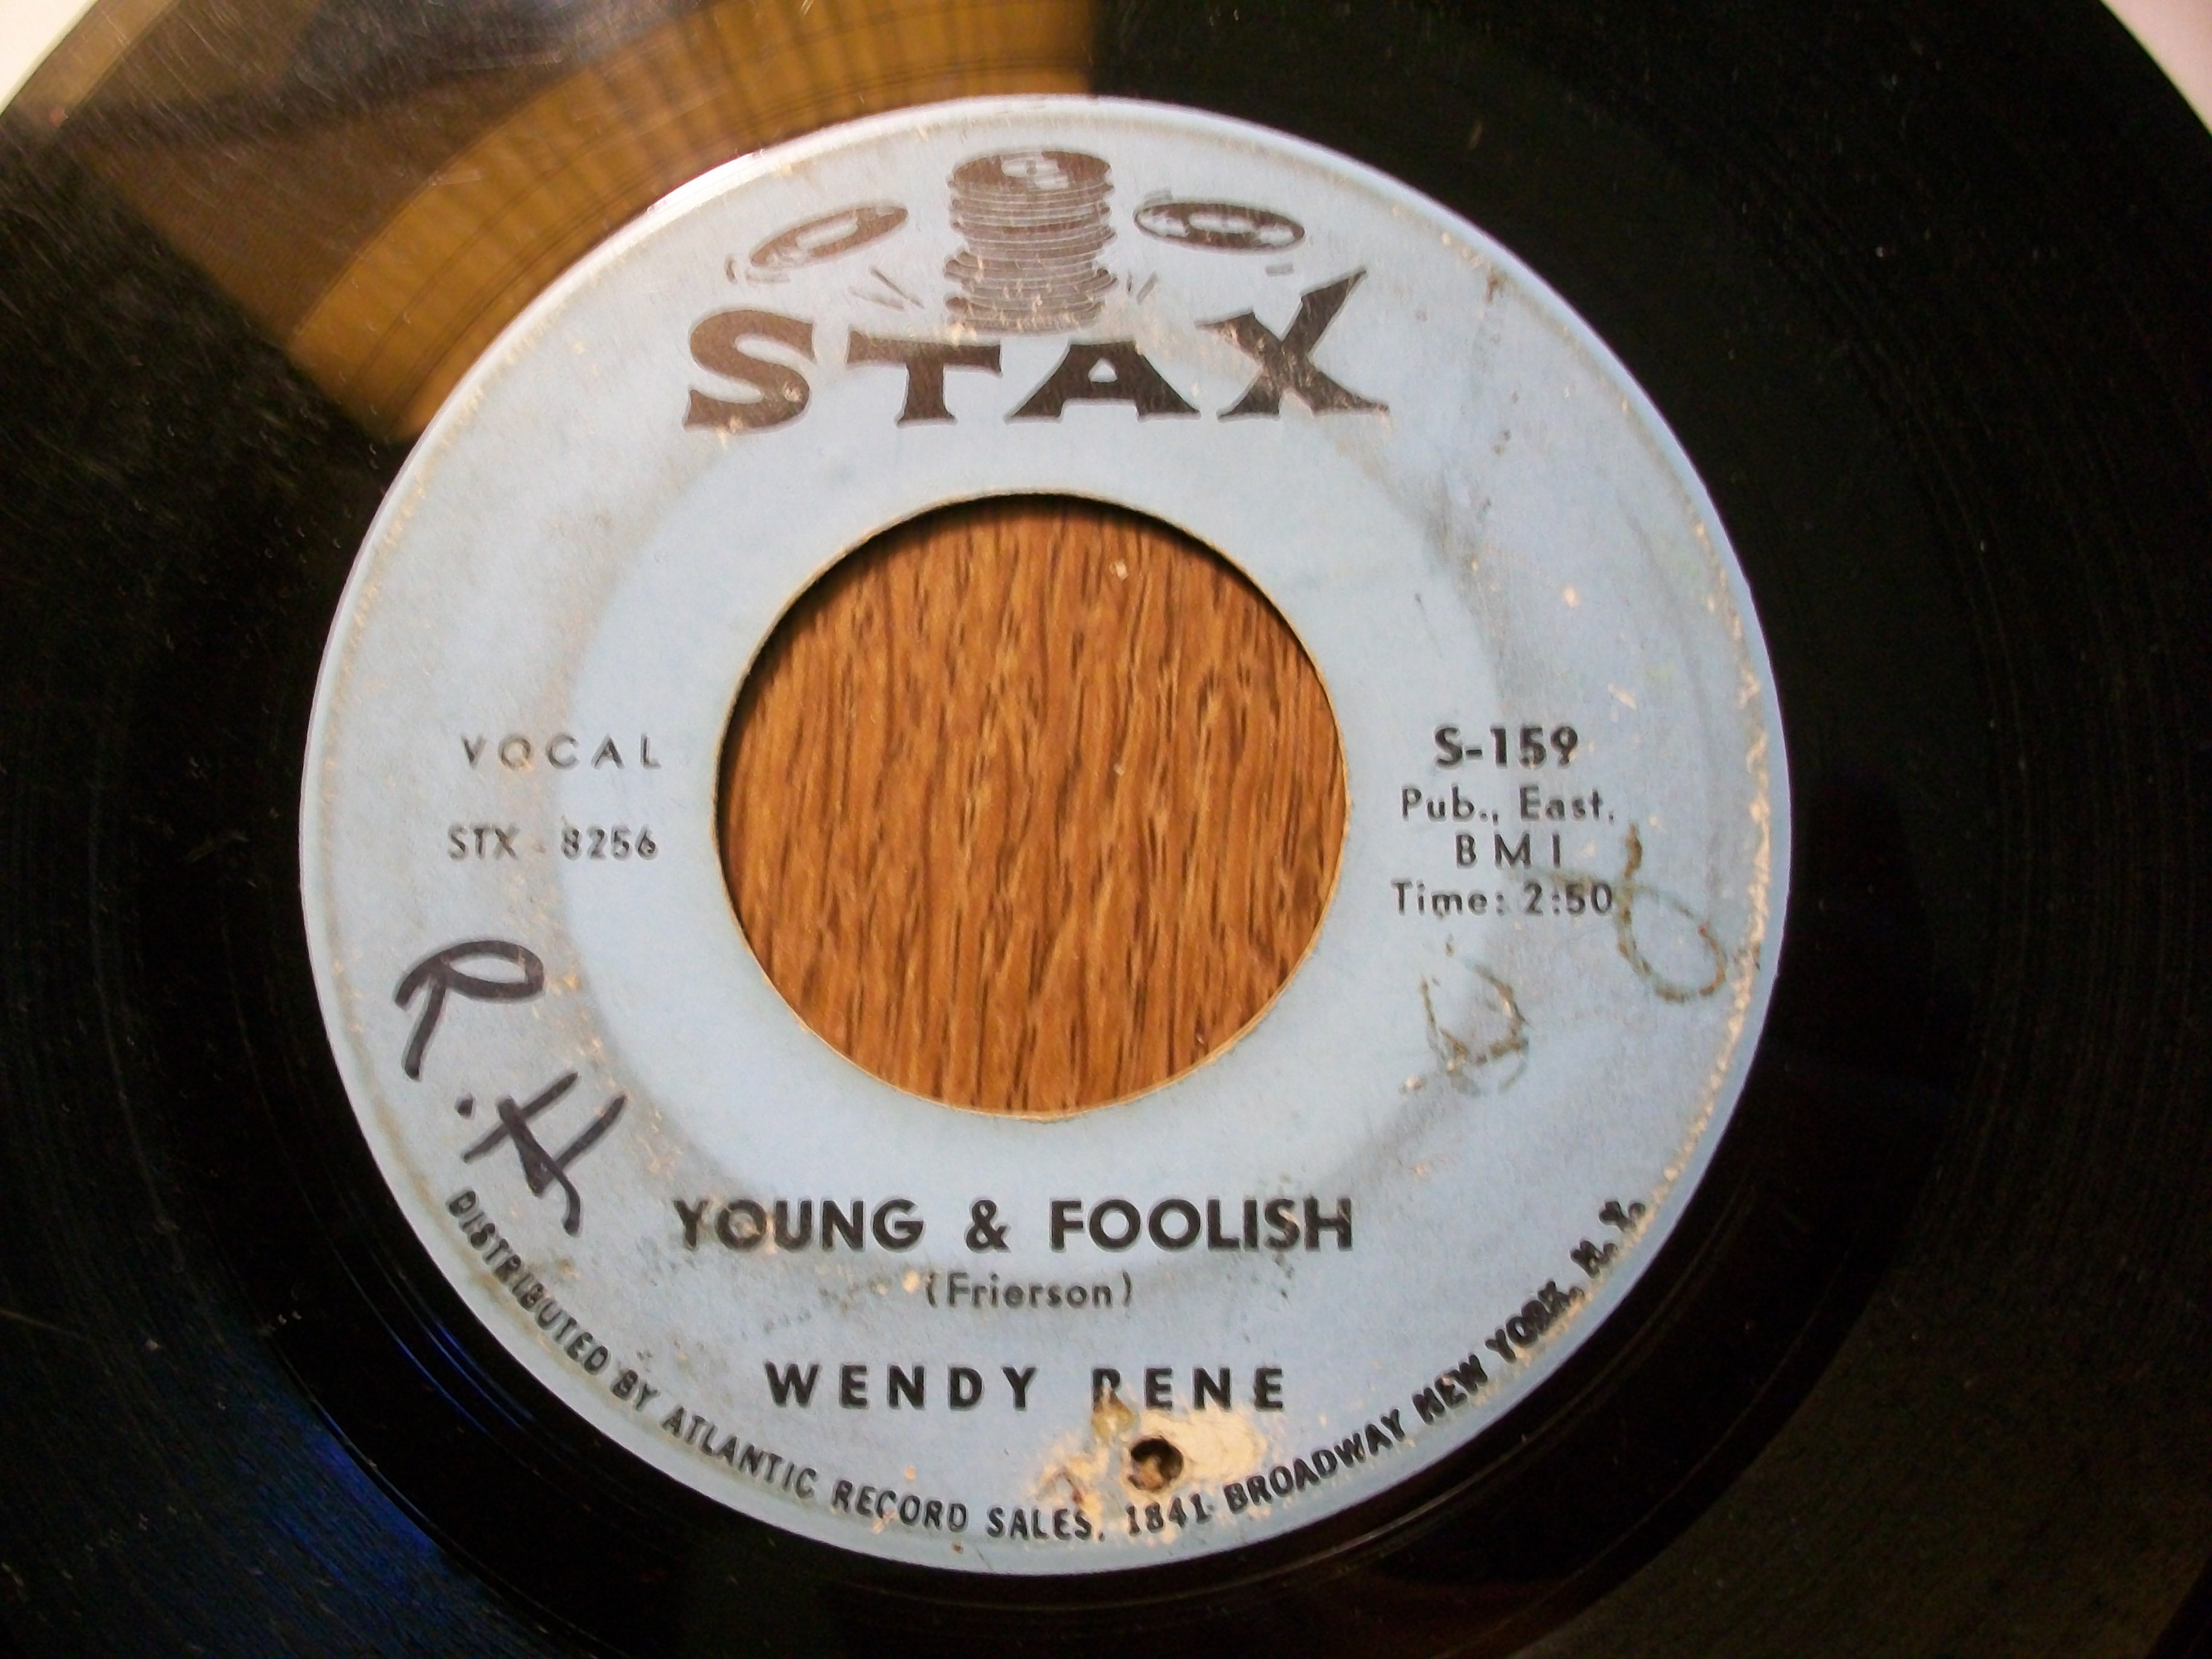 STAX
VOCAL
STX - 8256
S-159
Pub., East.
BMI
Time: 2:50
R.H
YOUNG & FOOLISH
(Frierson)
WENDY RENE
DISTRIBUTED BY ATLANTIC RECORD SALES, 1841 BROADWAY NEW YORK, N. Y.